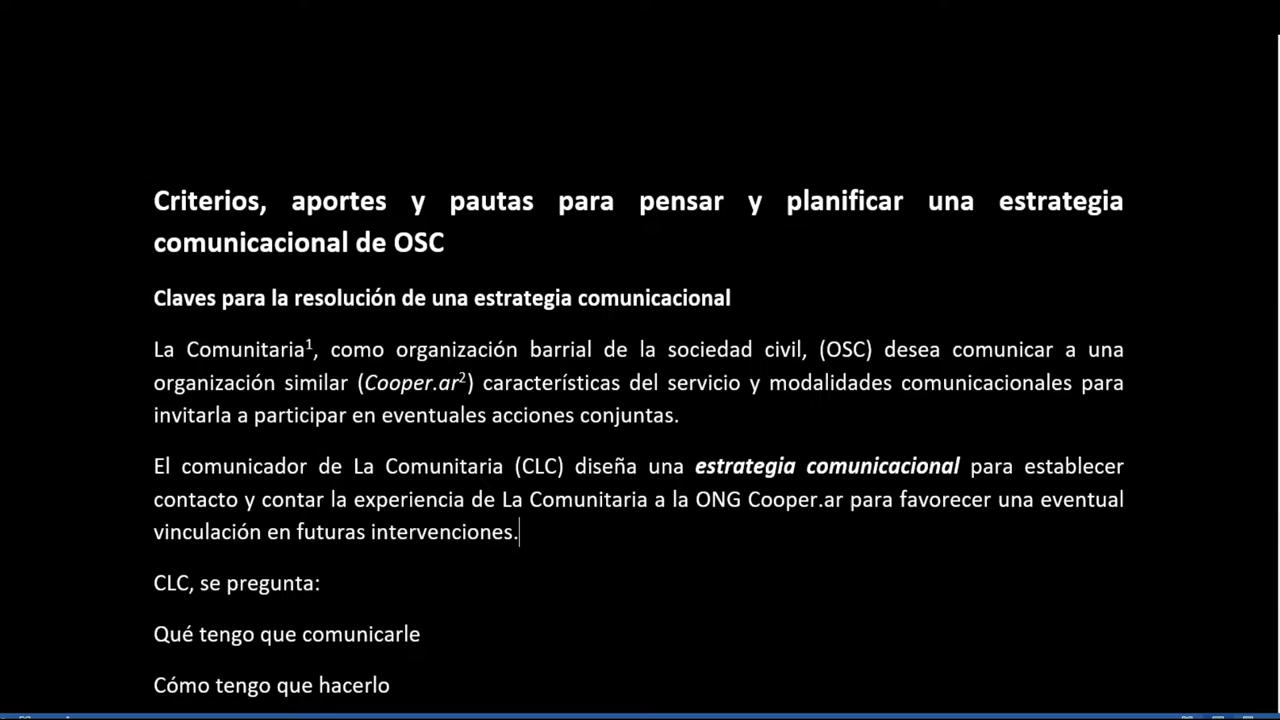 Criterios, aportes y pautas para pensar y planificar una estrategia
comunicacional de OSC
Claves para la resolución de una estrategia comunicacional
La Comunitaria¹, como organización barrial de la sociedad civil, (OSC) desea comunicar a una
organización similar (Cooper.ar²) características del servicio y modalidades comunicacionales para
invitarla a participar en eventuales acciones conjuntas.
El comunicador de La Comunitaria (CLC) diseña una estrategia comunicacional para establecer
contacto y contar la experiencia de La Comunitaria a la ONG Cooper.ar para favorecer una eventual
vinculación en futuras intervenciones.
CLC, se pregunta:
Qué tengo que comunicarle
Cómo tengo que hacerlo